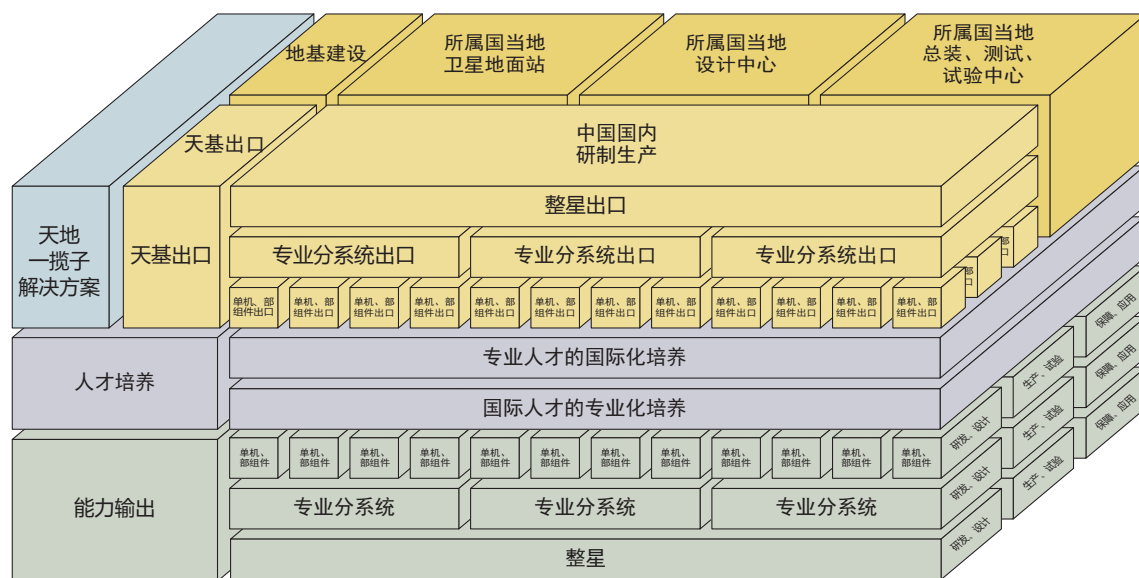 地基建设
所属国当地
卫星地面站
所属国当地
设计中心
所属国当地
总装、测试、
试验中心
天基出口
中国国内
研制生产
天地
一揽子
解决方案
天基出口
整星出口
专业分系统出口
专业分系统出口
专业分系统出口
单机、部
组件出口
单机、部
组件出口
单机、部
组件出口
单机、部
组件出口
单机、部
组件出口
单机、部
组件出口
单机、部
组件出口
单机、部
组件出口
单机、部
组件出口
单机、部
组件出口
单机、部
组件出口
单机、部
组件出口
人才培养
专业人才的国际化培养
国际人才的专业化培养
能力输出
单机、
部组件
单机、
部组件
单机、
部组件
单机、
部组件
单机、
部组件
单机、
部组件
单机、
部组件
单机、
部组件
单机、
部组件
单机、
部组件
单机、
部组件
单机、
部组件
研发、设计
生产、试验
保障、应用
专业分系统
专业分系统
专业分系统
研发、设计
生产、试验
保障、应用
整星
研发、设计
生产、试验
保障、应用